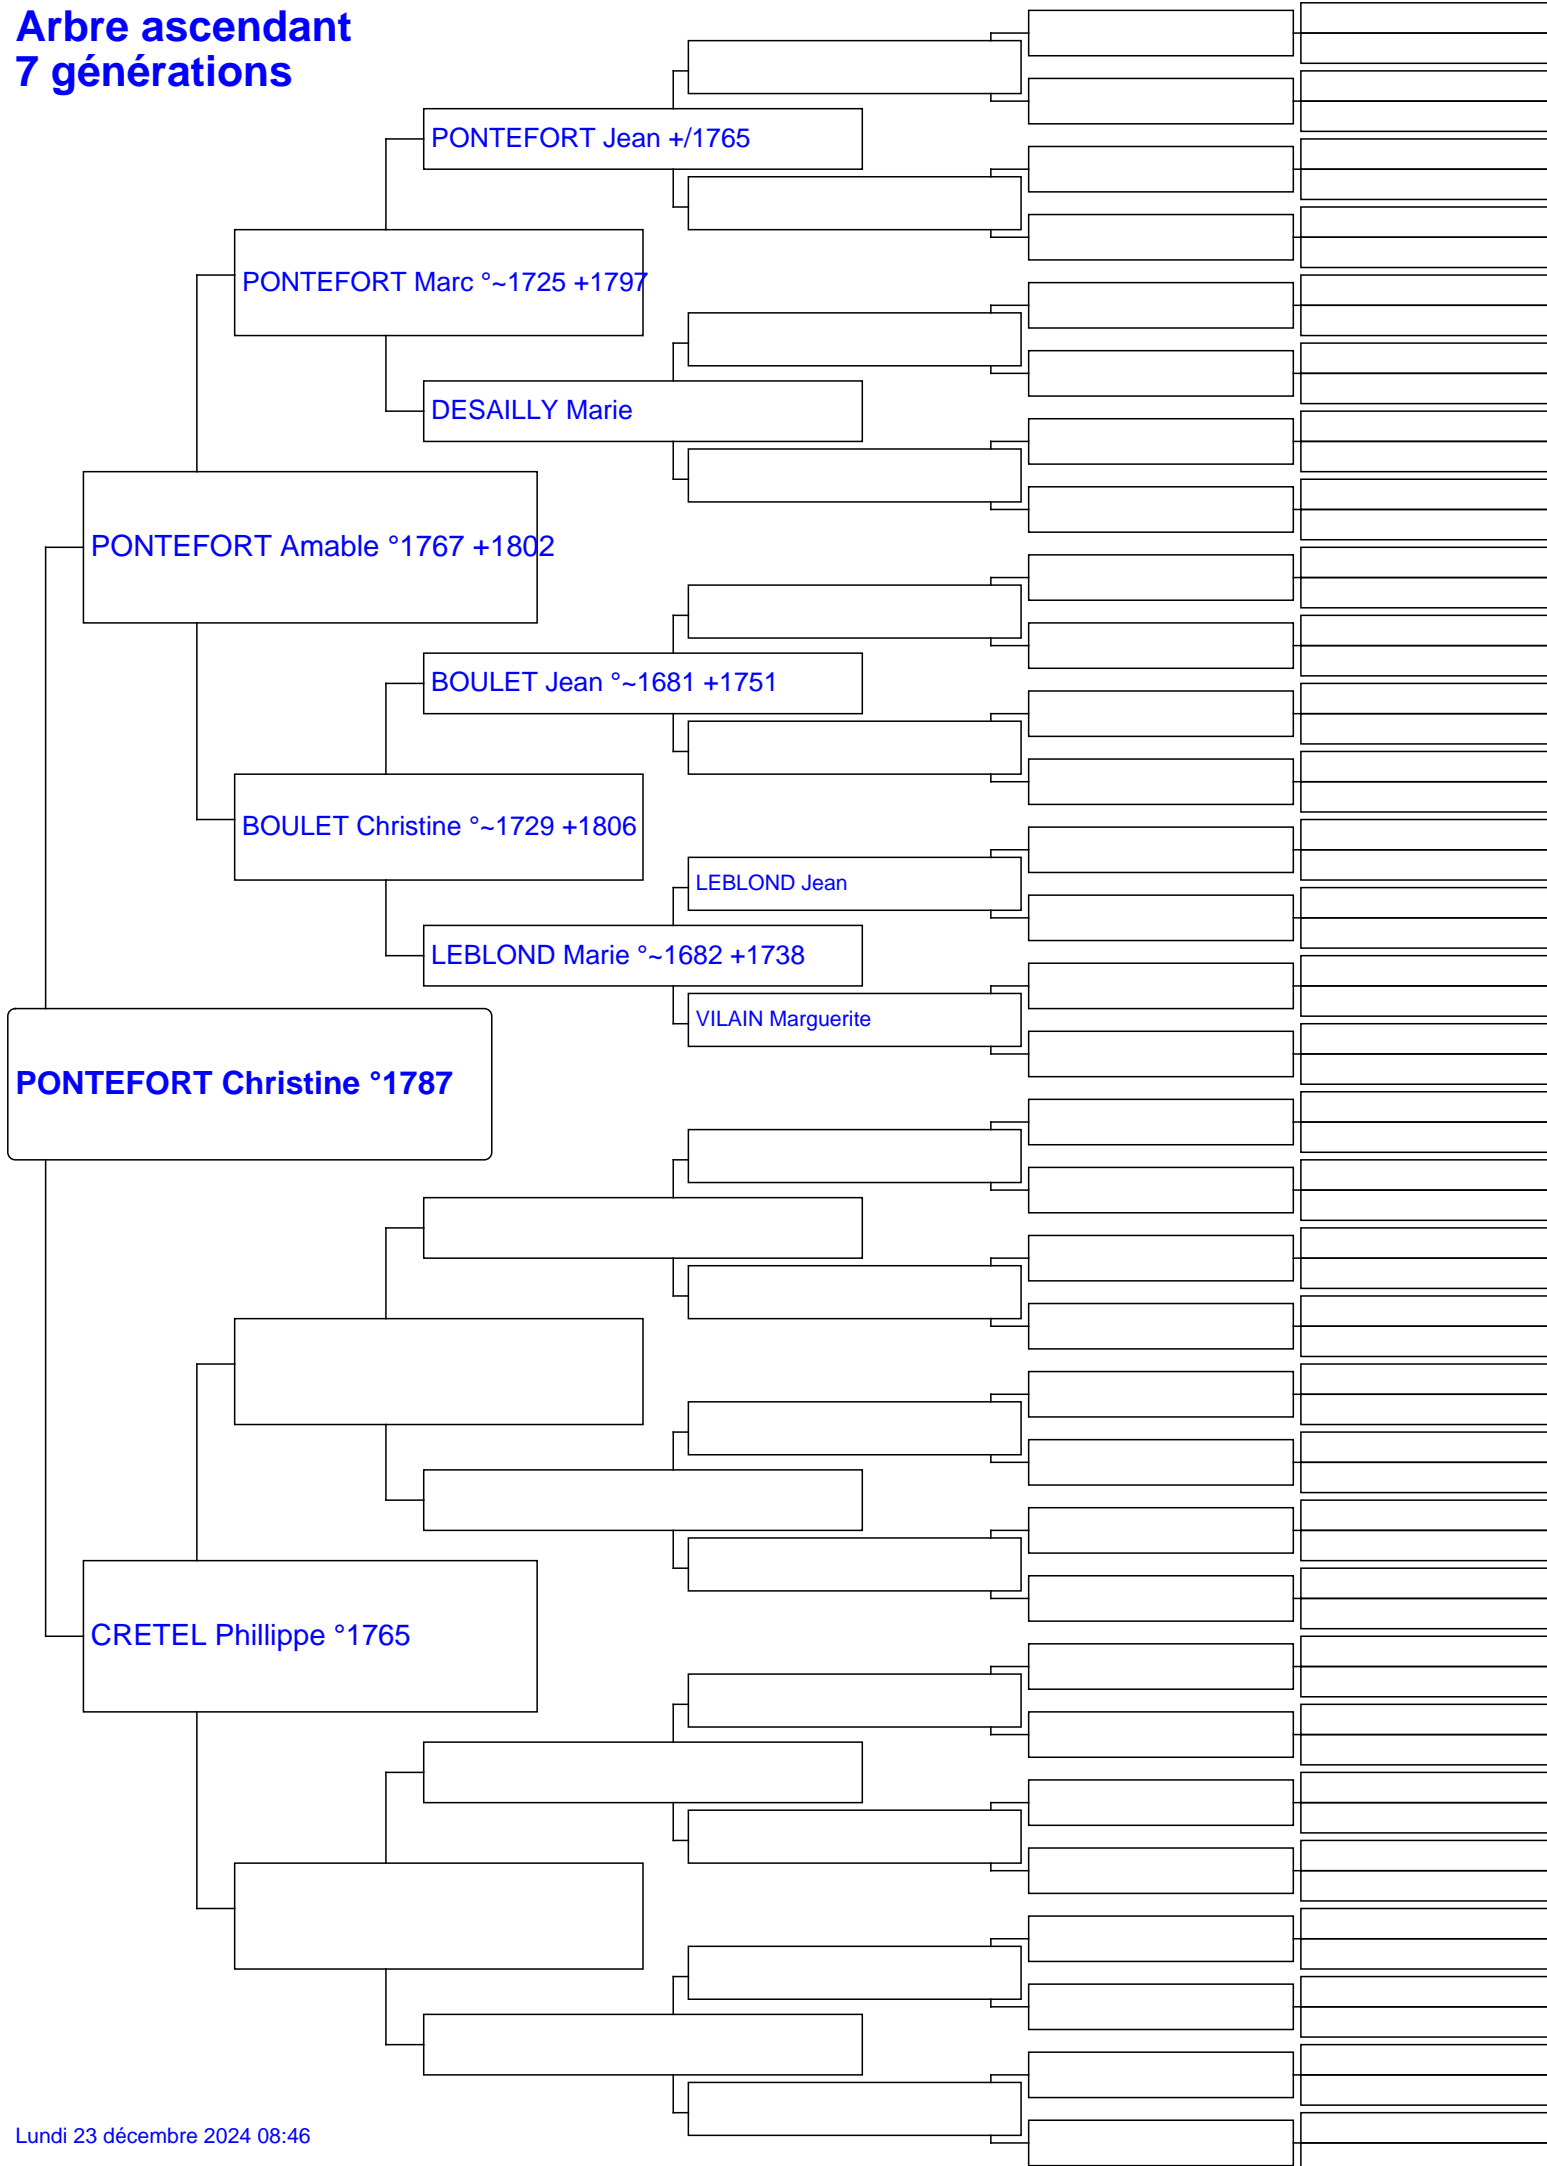 Arbre ascendant
7 générations
PONTEFORT Jean +/1765
PONTEFORT Marc °~1725 +1797
DESAILLY Marie
PONTEFORT Amable °1767 +1802
BOULET Jean °~1681 +1751
BOULET Christine °~1729 +1806
LEBLOND Jean
LEBLOND Marie °~1682 +1738
VILAIN Marguerite
PONTEFORT Christine °1787
CRETEL Phillippe °1765
Lundi 23 décembre 2024 08:46